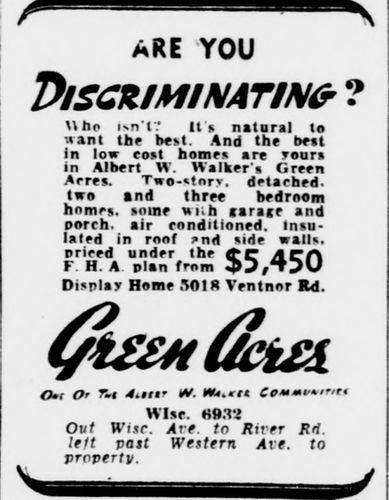 ARE YOU
DISCRIMINATING?
Who isn't? It's natural to
want the best. And the best
in low cost homes are yours
in Albert W. Walker's Green
Acres. Two-story, detached,
two and three bedroom
homes, some with garage and
porch, air conditioned, insu-
lated in roof and side walls,
priced under the
F. H. A. plan from $5,450
Display Home 5018 Ventnor Rd.
Green Acres
ONE OF THE ALBERT W. WALKER COMMUNITIES
WIsc. 6932
Out Wisc. Ave. to River Rd.
left past Western Ave. to
property.